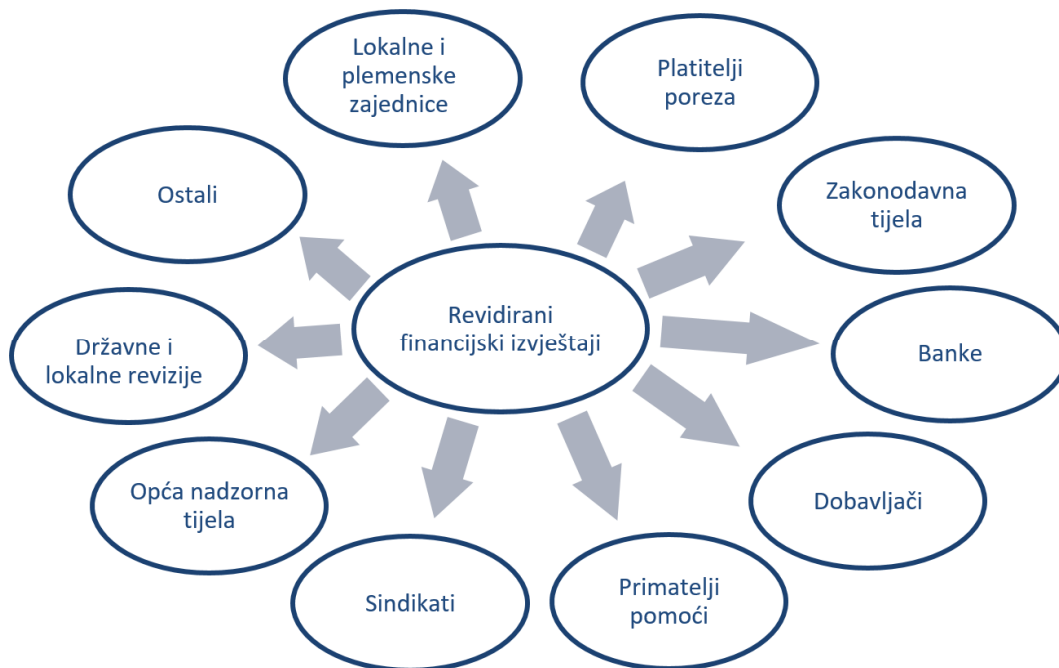 Lokalne i
plemenske
zajednice
Platitelji
poreza
Ostali
Zakonodavna
tijela
Revidirani
financijski izvještaji
Državne i
lokalne revizije
Banke
Opća nadzorna
tijela
Dobavljači
Sindikati
Primatelji
pomoći